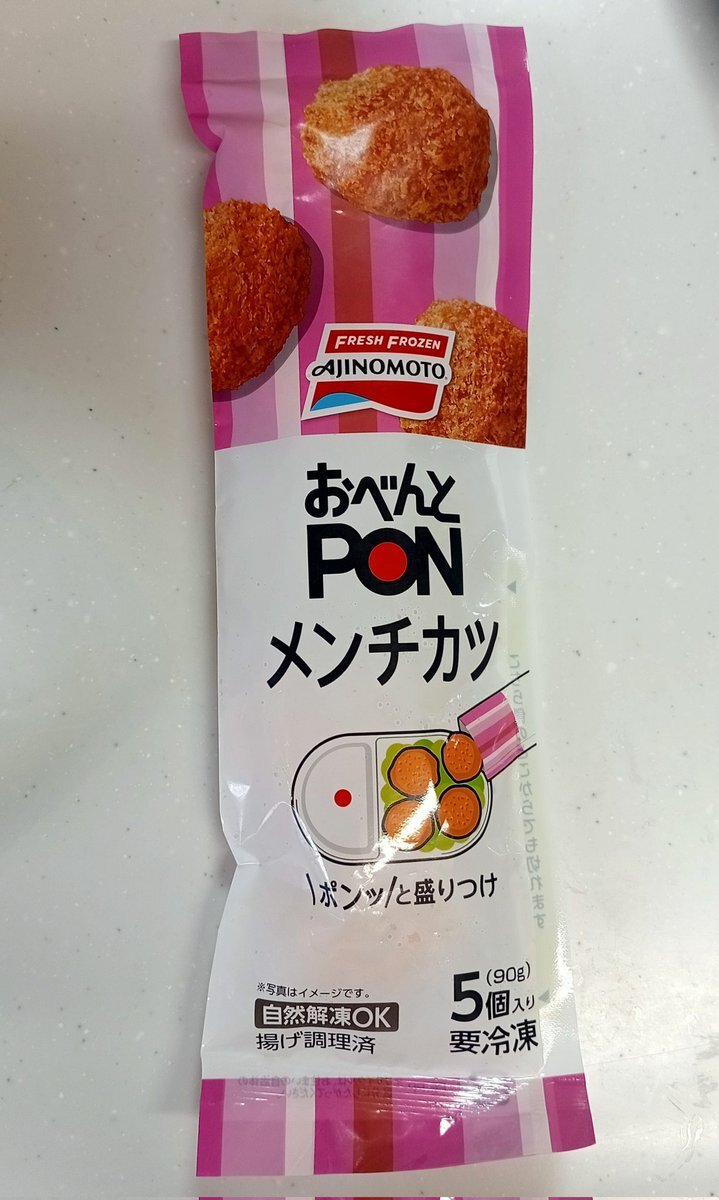 FRESH FROZEN
AJINOMOTO
おべんと
PON
メンチカツ
\ポンッ/と盛りつけ
※写真はイメージです。
自然解凍OK
揚げ調理済
(90g)
5個入り
要冷凍